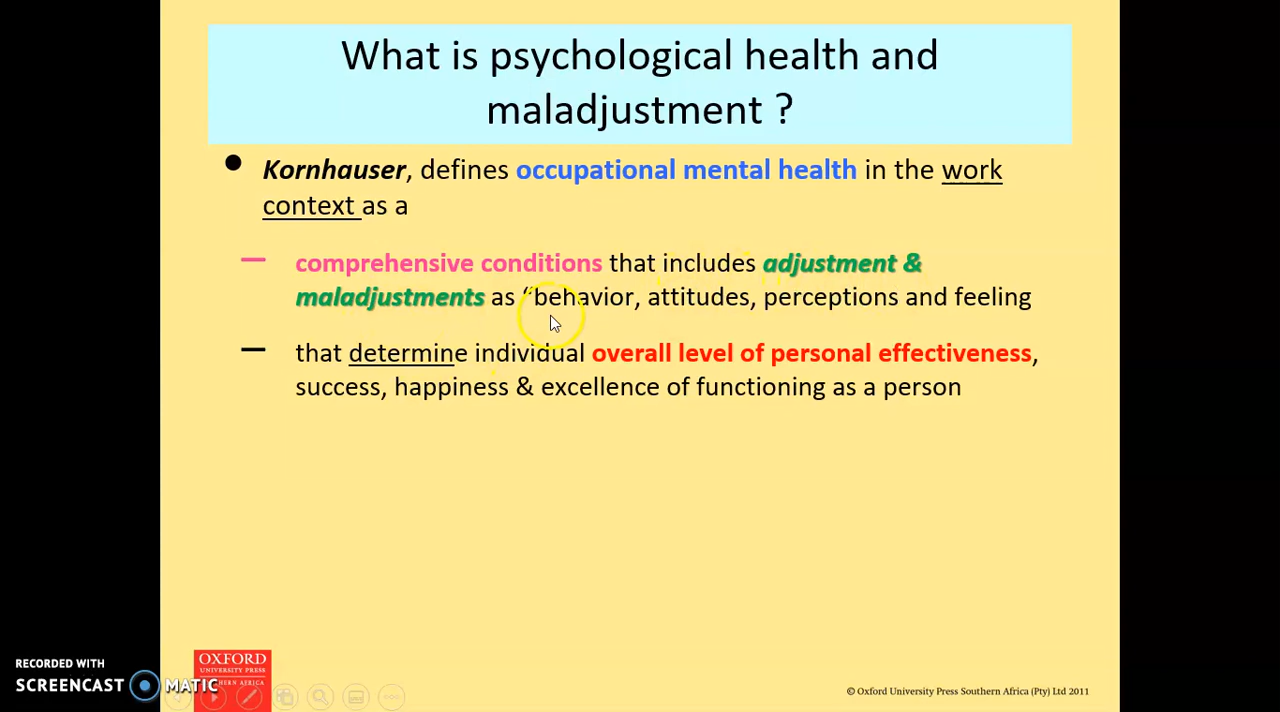 What is psychological health and
maladjustment ?
• Kornhauser, defines occupational mental health in the work
context as a
– comprehensive conditions that includes adjustment &
maladjustments as “behavior, attitudes, perceptions and feeling
– that determine individual overall level of personal effectiveness,
success, happiness & excellence of functioning as a person
RECORDED WITH
SCREENCAST MATIC
OXFORD
UNIVERSITY PRESS
© Oxford University Press Southern Africa (Pty) Ltd 2011